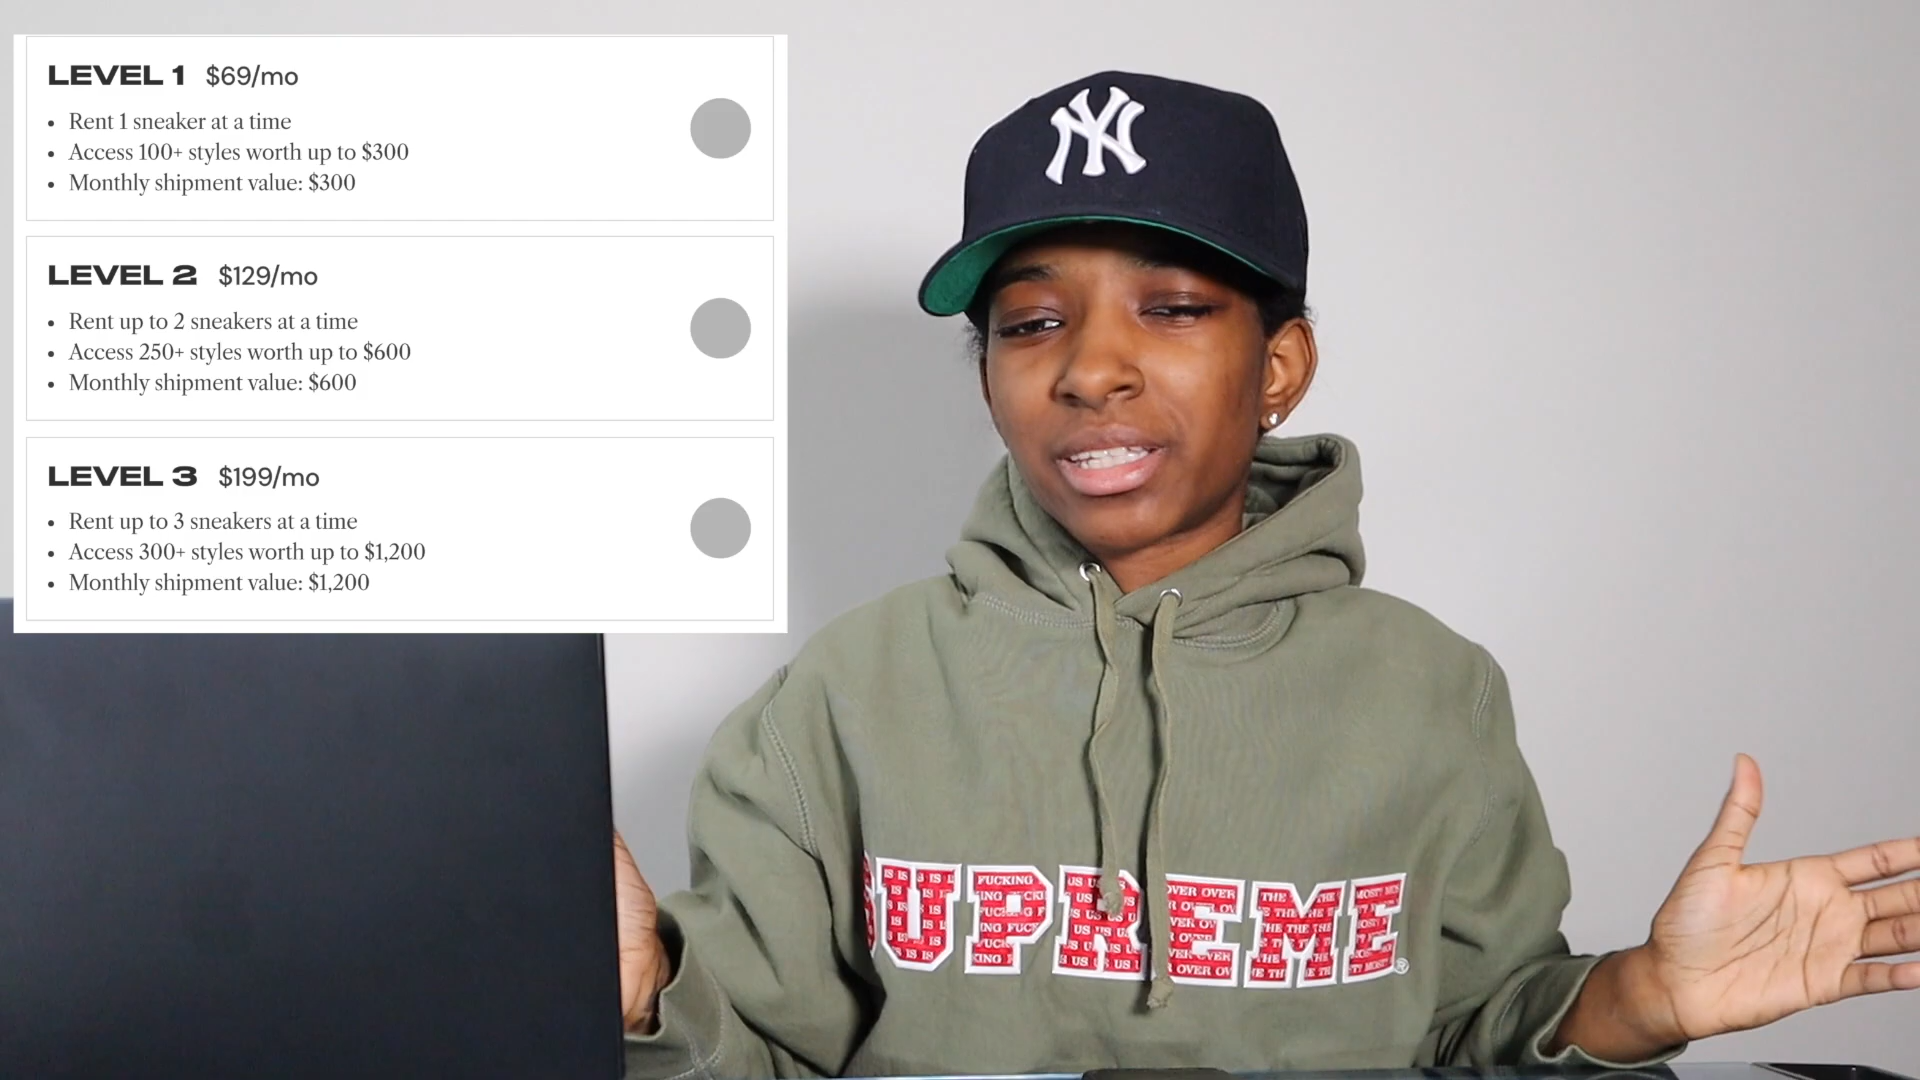 LEVEL 1 $69/mo
• Rent 1 sneaker at a time
• Access 100+ styles worth up to $300
• Monthly shipment value: $300
LEVEL 2 $129/mo
• Rent up to 2 sneakers at a time
• Access 250+ styles worth up to $600
• Monthly shipment value: $600
LEVEL 3 $199/mo
• Rent up to 3 sneakers at a time
• Access 300+ styles worth up to $1,200
• Monthly shipment value: $1,200
NY
SUPREME®